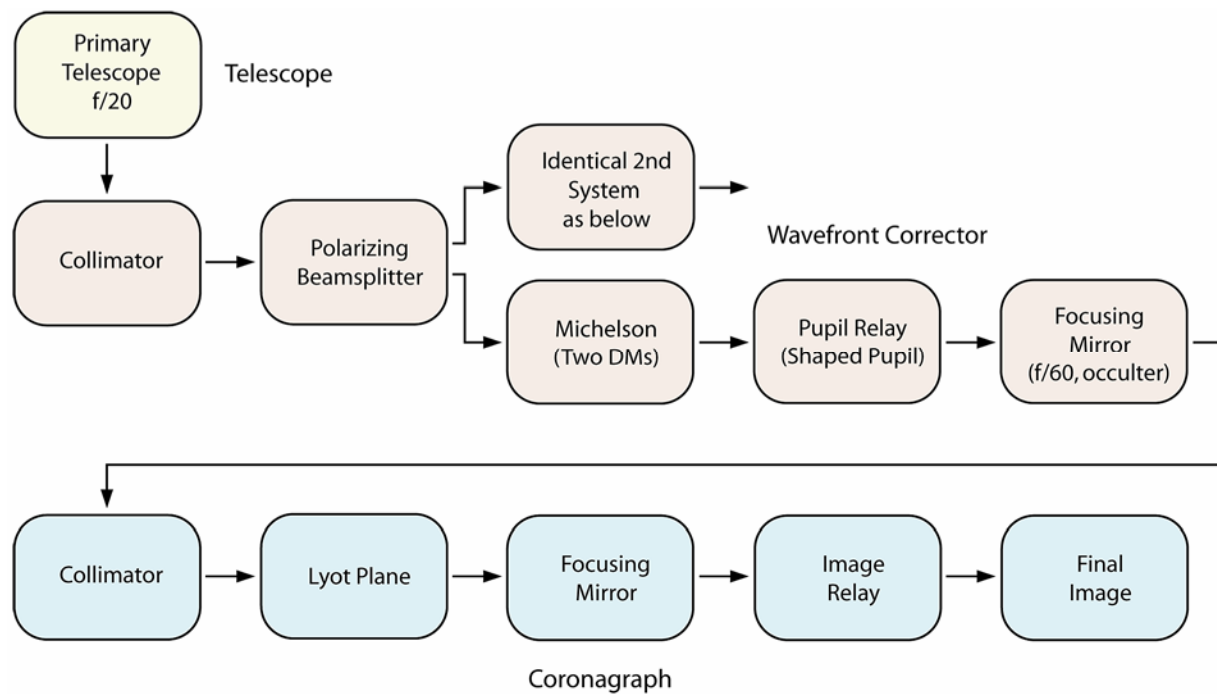 Primary
Telescope
f/20
Telescope
Identical 2nd
System
as below
Wavefront Corrector
Collimator
Polarizing
Beamsplitter
Michelson
(Two DMs)
Pupil Relay
(Shaped Pupil)
Focusing
Mirror
(f/60, occulter)
Collimator
Lyot Plane
Focusing
Mirror
Image
Relay
Final
Image
Coronagraph